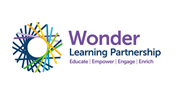 Wonder
Learning Partnership
Educate | Empower | Engage | Enrich